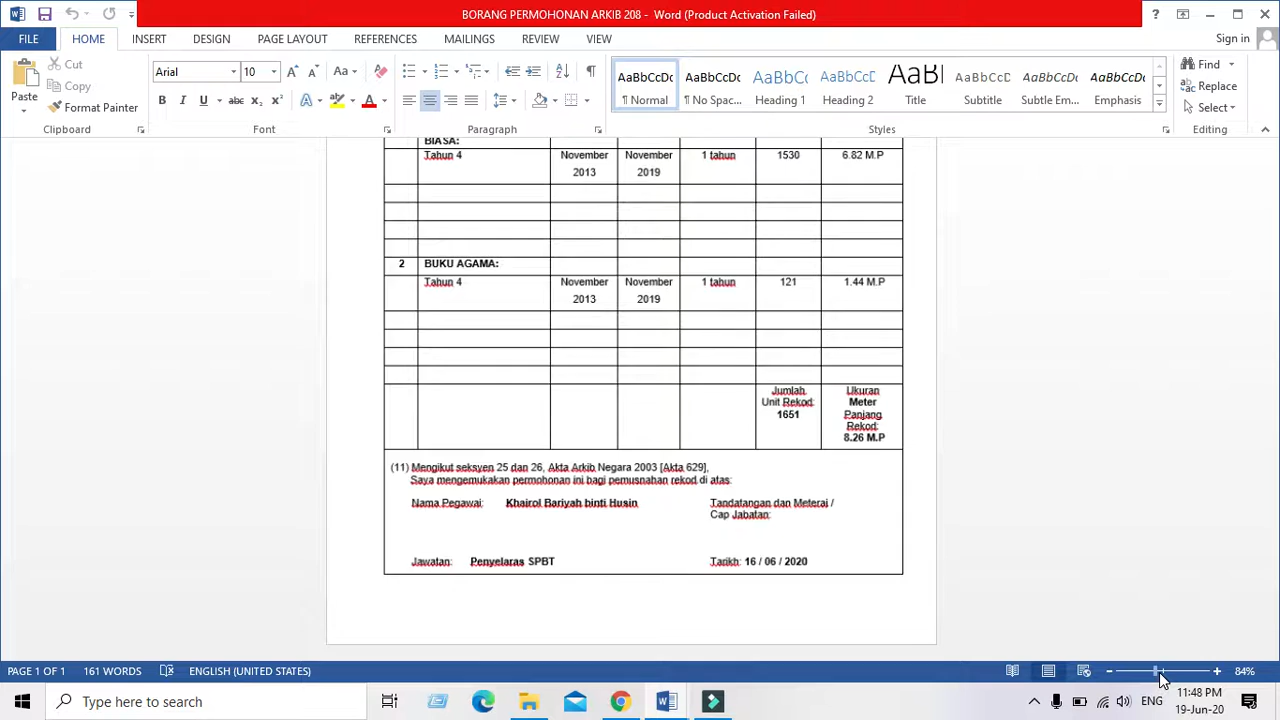 BORANG PERMOHONAN ARKIB 208 - Word (Product Activation Failed)
FILE HOME INSERT DESIGN PAGE LAYOUT REFERENCES MAILINGS REVIEW VIEW Sign in
Paste
Cut
Copy
Format Painter
Clipboard
Arial 10
Font
Paragraph
AaBbCcDc AaBbCcDc AaBbCc AaBbCcD AaBl AaBbCcD AaBbCcDc AaBbCcDc
¶ Normal ¶ No Spac... Heading Heading 2 Title Subtitle Subtle Em... Emphasis
Styles
Find
Replace
Select
Editing
BIASA:
Tahun 4 November 2013 November 2019 1 tahun 1530 6.82 M.P
2 BUKU AGAMA:
Tahun 4 November 2013 November 2019 1 tahun 121 1.44 M.P
Jumlah
Unit Rekod:
1651
Ukuran
Meter
Panjang
Rekod:
8.26 M.P
(11) Mengikut seksyen 25 dan 26, Akta Arkib Negara 2003 [Akta 629],
Saya mengemukakan permohonan ini bagi pemusnahan rekod di atas:
Nama Pegawai: Khairol Bariyah binti Husin Tandatangan dan Meterai /
Cap Jabatan:
Jawatan: Penyelaras SPBT Tarikh: 16 / 06 / 2020
PAGE 1 OF 1 161 WORDS ENGLISH (UNITED STATES) 84%
Type here to search
ENG
11:48 PM
19-Jun-20